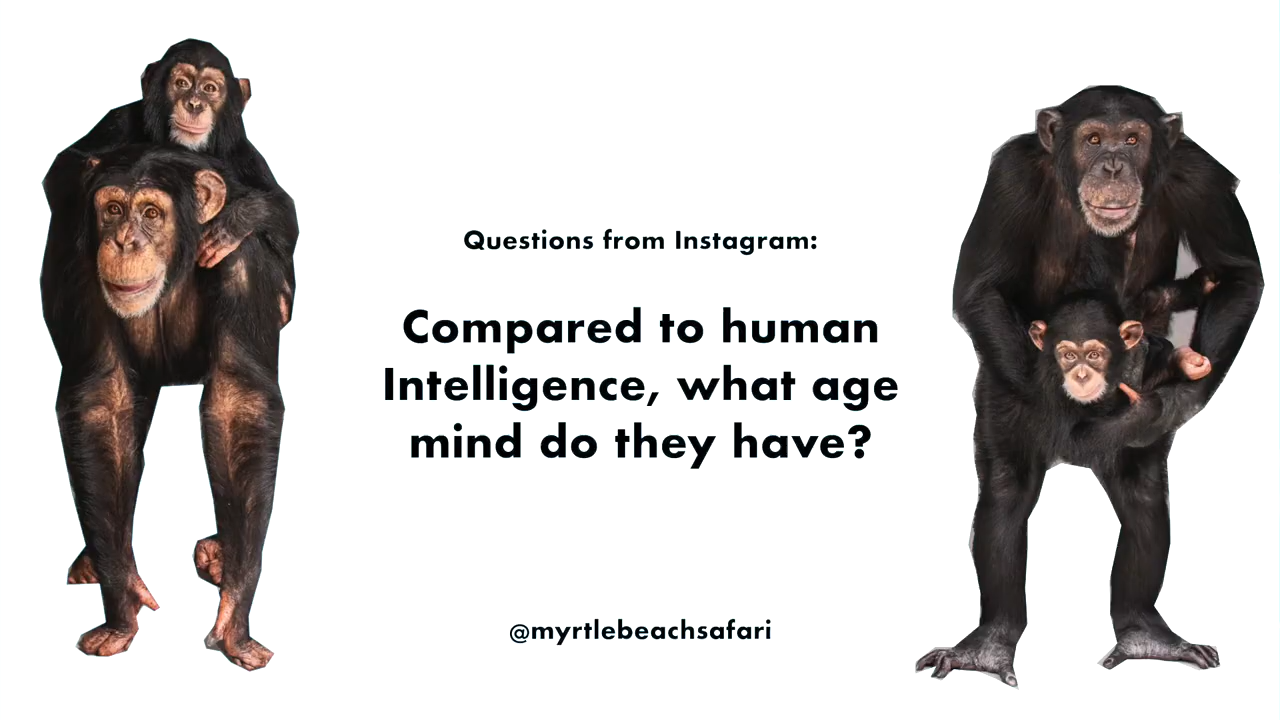 Questions from Instagram:
Compared to human
Intelligence, what age
mind do they have?
@myrtlebeachsafari